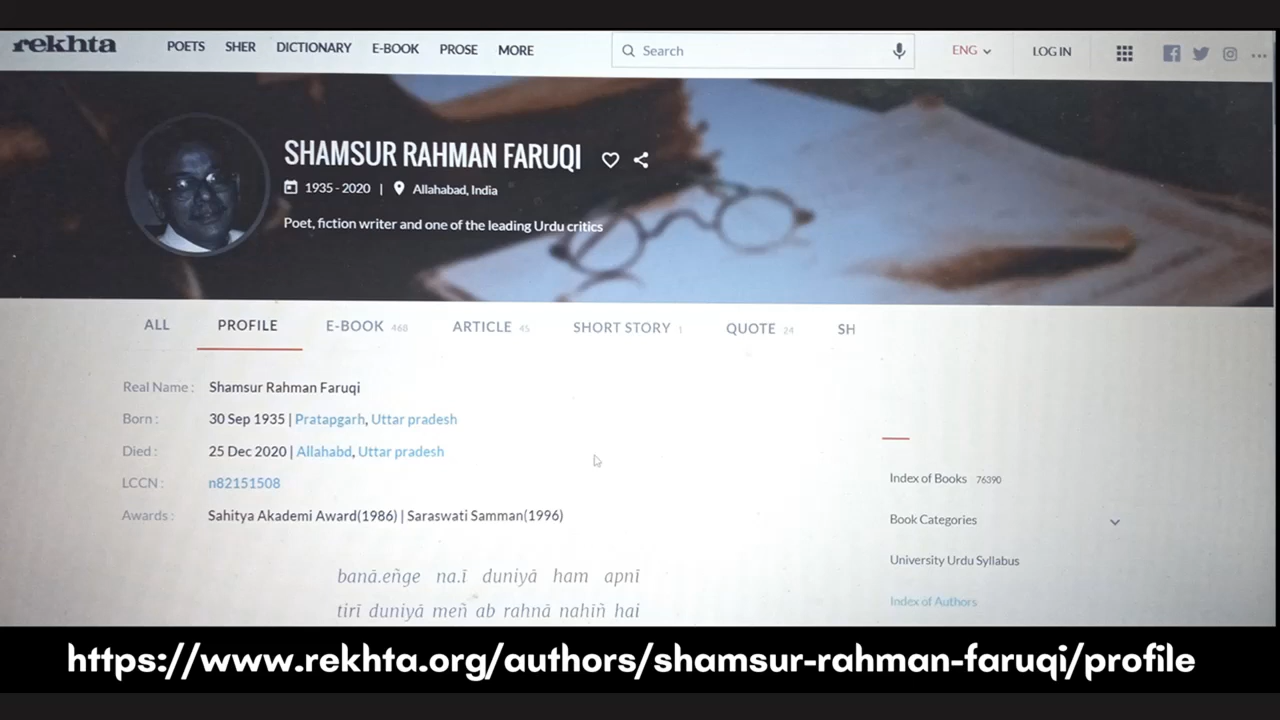 rekhta POETS SHER DICTIONARY E-BOOK PROSE MORE Search ENG LOG IN
SHAMSUR RAHMAN FARUQI
1935 - 2020 | Allahabad, India
Poet, fiction writer and one of the leading Urdu critics
ALL PROFILE E-BOOK 468 ARTICLE 45 SHORT STORY 1 QUOTE 24 SH
Real Name : Shamsur Rahman Faruqi
Born : 30 Sep 1935 | Pratapgarh, Uttar pradesh
Died : 25 Dec 2020 | Allahabd, Uttar pradesh
LCCN : n82151508
Awards : Sahitya Akademi Award(1986) | Saraswati Samman(1996)
banā.eñge na.ī duniyā ham apnī
tirī duniyā meñ ab rahnā nahīñ hai
Index of Books 76390
Book Categories
University Urdu Syllabus
Index of Authors
https://www.rekhta.org/authors/shamsur-rahman-faruqi/profile